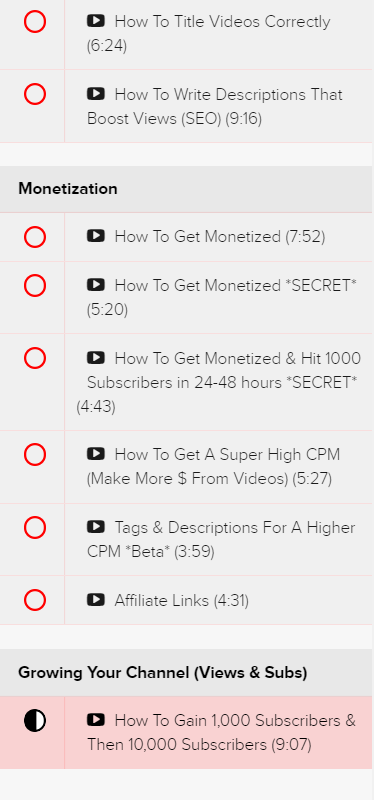 How To Title Videos Correctly
(6:24)
How To Write Descriptions That
Boost Views (SEO) (9:16)
Monetization
How To Get Monetized (7:52)
How To Get Monetized *SECRET*
(5:20)
How To Get Monetized & Hit 1000
Subscribers in 24-48 hours *SECRET*
(4:43)
How To Get A Super High CPM
(Make More $ From Videos) (5:27)
Tags & Descriptions For A Higher
CPM *Beta* (3:59)
Affiliate Links (4:31)
Growing Your Channel (Views & Subs)
How To Gain 1,000 Subscribers &
Then 10,000 Subscribers (9:07)